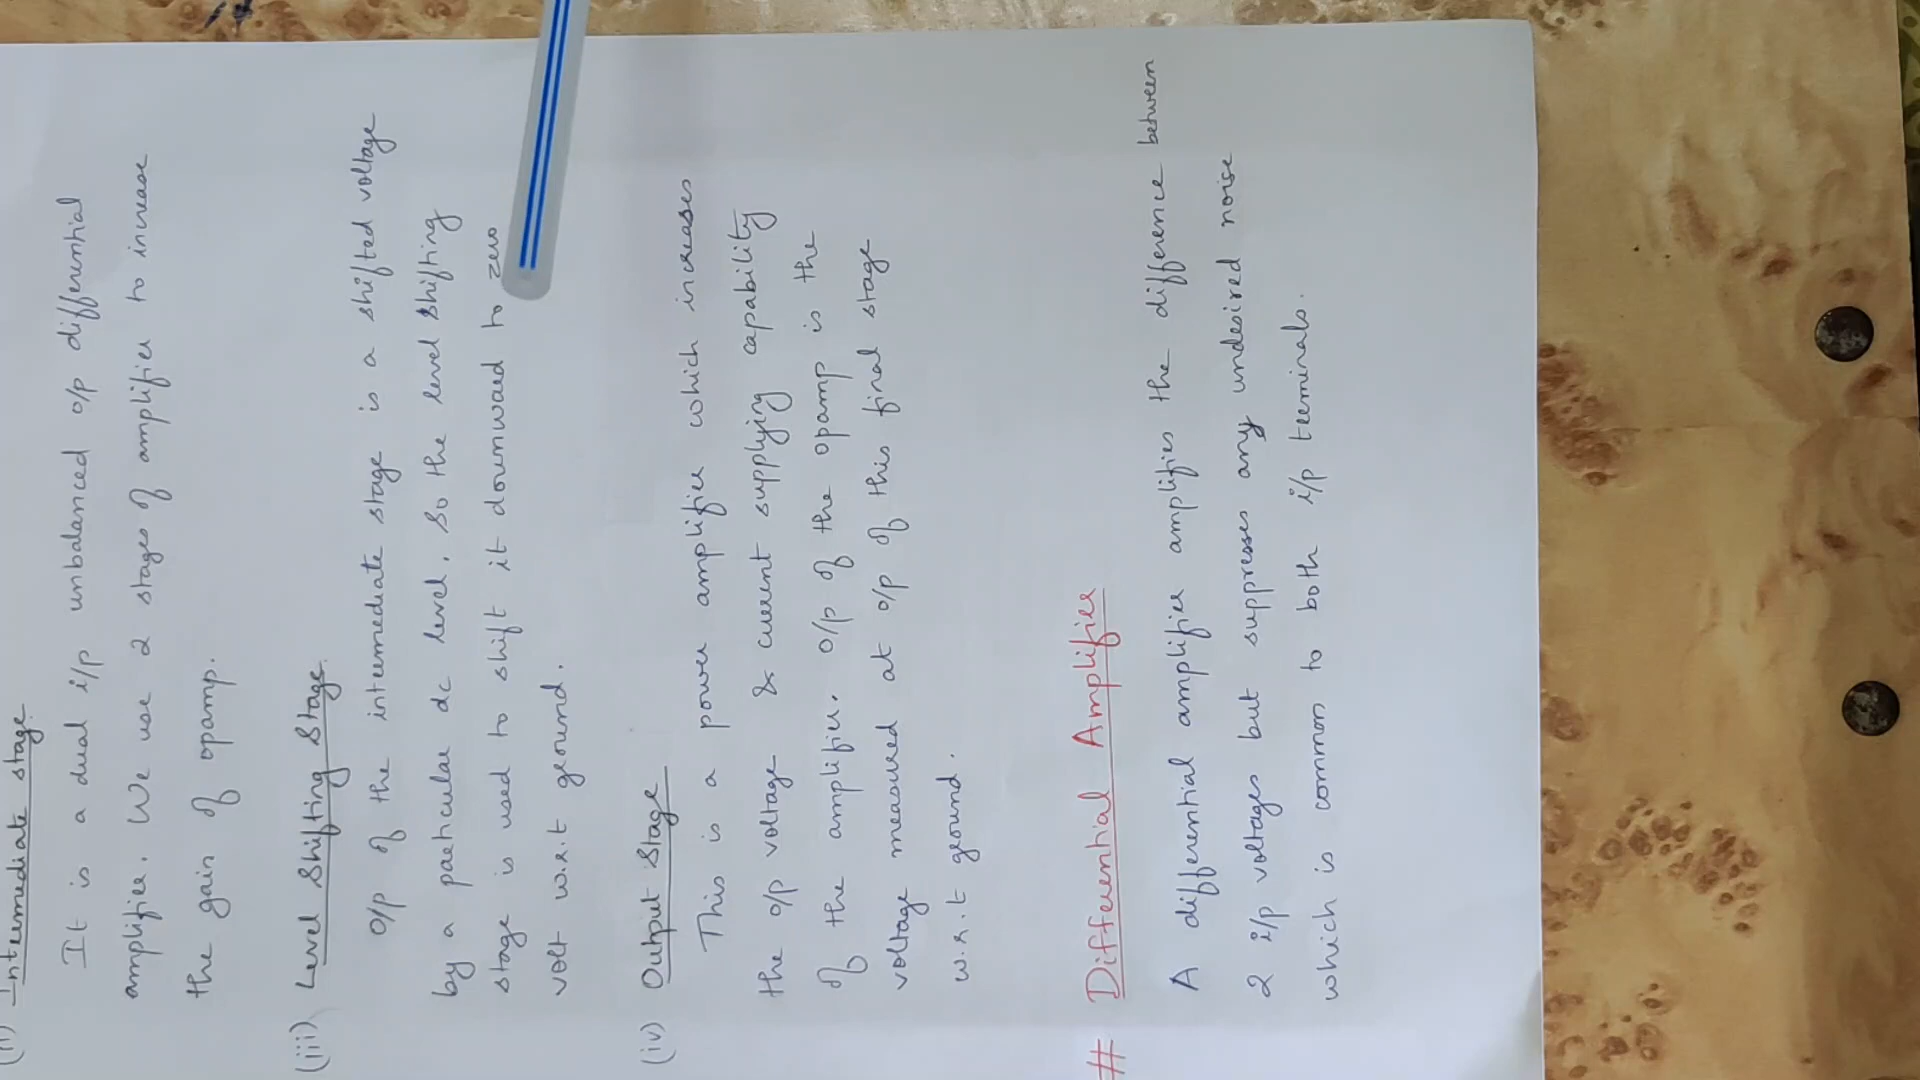 (ii) Intermediate stage
It is a dual i/p unbalanced o/p differential
amplifier. We use 2 stages of amplifier to increase
the gain of opamp.
(iii) Level Shifting Stage.
O/p of the intermediate stage is a shifted voltage
by a particular dc level. So the level shifting
stage is used to shift it downward to zero
volt w.r.t ground.
(iv) Output Stage
This is a power amplifier which increases
the o/p voltage & current supplying capability
of the amplifier. O/p of the opamp is the
voltage measured at o/p of this final stage
w.r.t ground.
# Differential Amplifier
A differential amplifier amplifies the difference between
2 i/p voltages but suppresses any undesired noise
which is common to both i/p terminals.